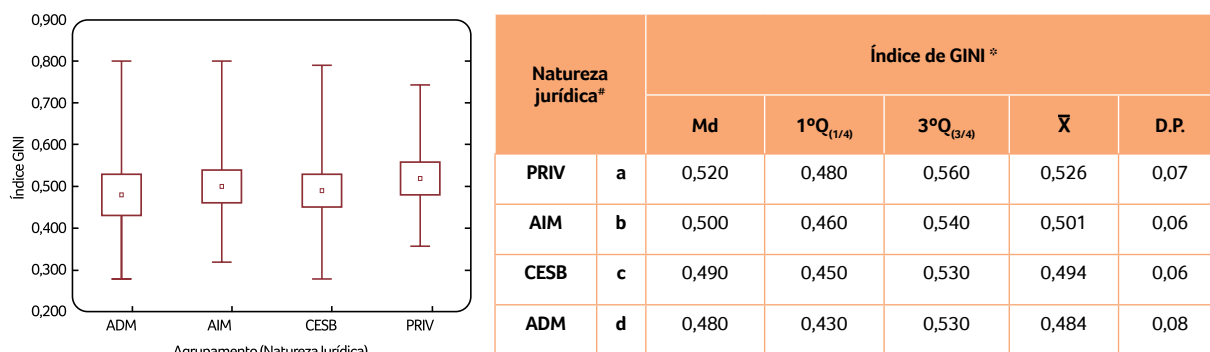 0,900
0,800
0,700
0,600
0,500
0,400
0,300
0,200
Índice GINI
ADM AIM CESB PRIV
Agrupamento (Natureza Jurídica)
Natureza jurídica# Índice de GINI *
Md 1ºQ(1/4) 3ºQ(3/4) X̅ D.P.
PRIV a 0,520 0,480 0,560 0,526 0,07
AIM b 0,500 0,460 0,540 0,501 0,06
CESB c 0,490 0,450 0,530 0,494 0,06
ADM d 0,480 0,430 0,530 0,484 0,08